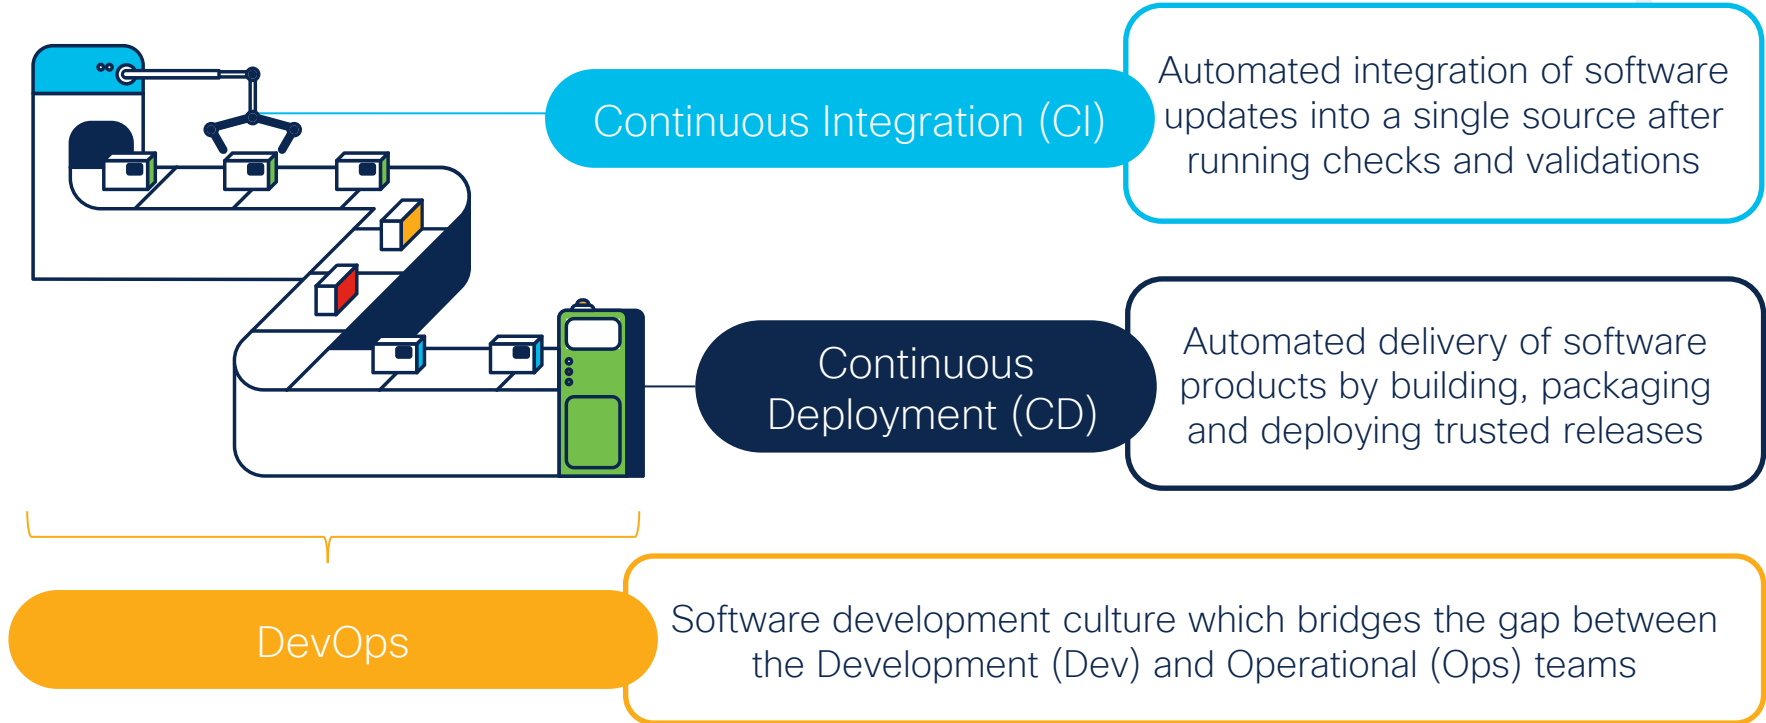 Continuous Integration (CI)
Automated integration of software
updates into a single source after
running checks and validations
Continuous
Deployment (CD)
Automated delivery of software
products by building, packaging
and deploying trusted releases
DevOps
Software development culture which bridges the gap between
the Development (Dev) and Operational (Ops) teams